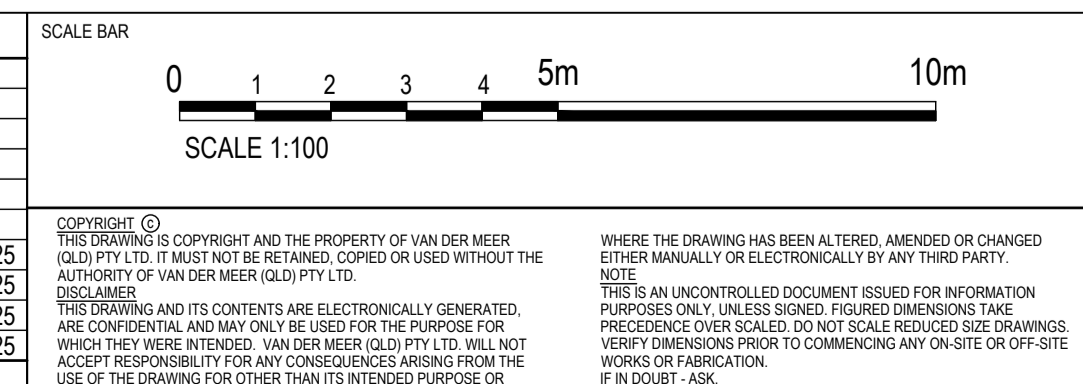 SCALE BAR
0 1 2 3 4 5m 10m
SCALE 1:100
COPYRIGHT ©
THIS DRAWING IS COPYRIGHT AND THE PROPERTY OF VAN DER MEER
(QLD) PTY LTD. IT MUST NOT BE RETAINED, COPIED OR USED WITHOUT THE
AUTHORITY OF VAN DER MEER (QLD) PTY LTD.
DISCLAIMER
THIS DRAWING AND ITS CONTENTS ARE ELECTRONICALLY GENERATED,
ARE CONFIDENTIAL AND MAY ONLY BE USED FOR THE PURPOSE FOR
WHICH THEY WERE INTENDED. VAN DER MEER (QLD) PTY LTD. WILL NOT
ACCEPT RESPONSIBILITY FOR ANY CONSEQUENCES ARISING FROM THE
USE OF THE DRAWING FOR OTHER THAN ITS INTENDED PURPOSE OR
WHERE THE DRAWING HAS BEEN ALTERED, AMENDED OR CHANGED
EITHER MANUALLY OR ELECTRONICALLY BY ANY THIRD PARTY.
NOTE
THIS IS AN UNCONTROLLED DOCUMENT ISSUED FOR INFORMATION
PURPOSES ONLY, UNLESS SIGNED. FIGURED DIMENSIONS TAKE
PRECEDENCE OVER SCALED. DO NOT SCALE REDUCED SIZE DRAWINGS.
VERIFY DIMENSIONS PRIOR TO COMMENCING ANY ON-SITE OR OFF-SITE
WORKS OR FABRICATION.
IF IN DOUBT - ASK.
25
25
25
25